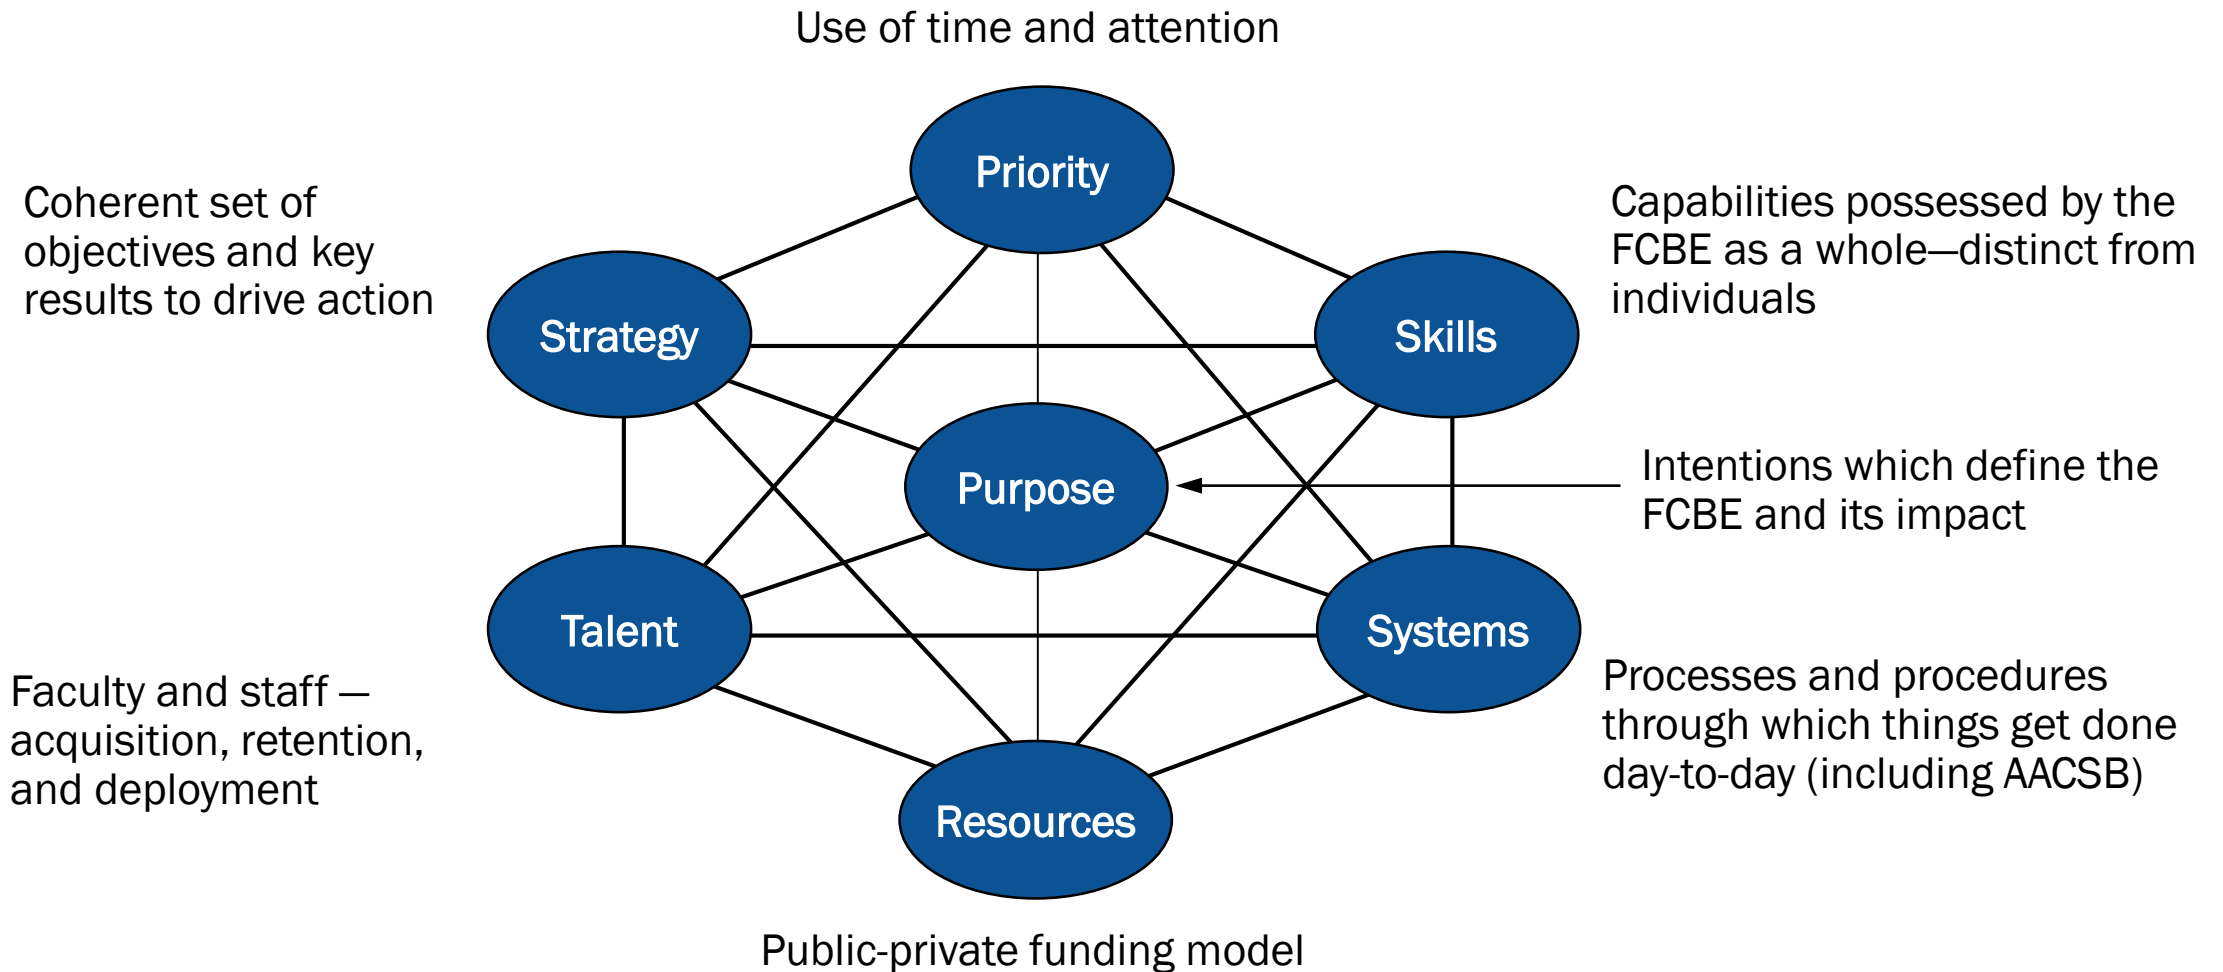 Use of time and attention
Priority
Coherent set of
objectives and key
results to drive action
Capabilities possessed by the
FCBE as a whole—distinct from
individuals
Strategy
Skills
Purpose
Intentions which define the
FCBE and its impact
Talent
Systems
Faculty and staff —
acquisition, retention,
and deployment
Processes and procedures
through which things get done
day-to-day (including AACSB)
Resources
Public-private funding model